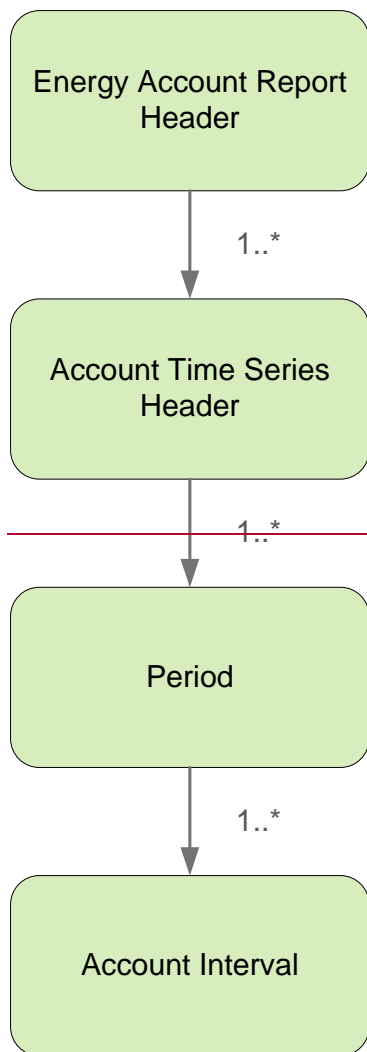 Energy Account Report
Header
1..*
Account Time Series
Header
1..*
Period
1..*
Account Interval